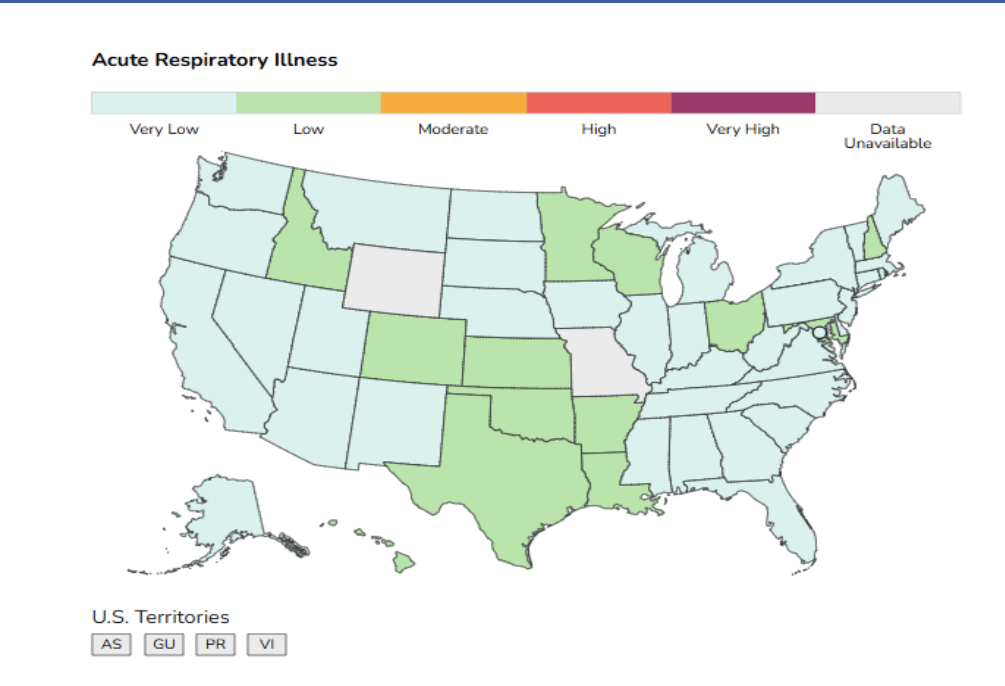 Acute Respiratory Illness
Very Low
Low
Moderate
High
Very High
Data
Unavailable
U.S. Territories
AS
GU
PR
VI